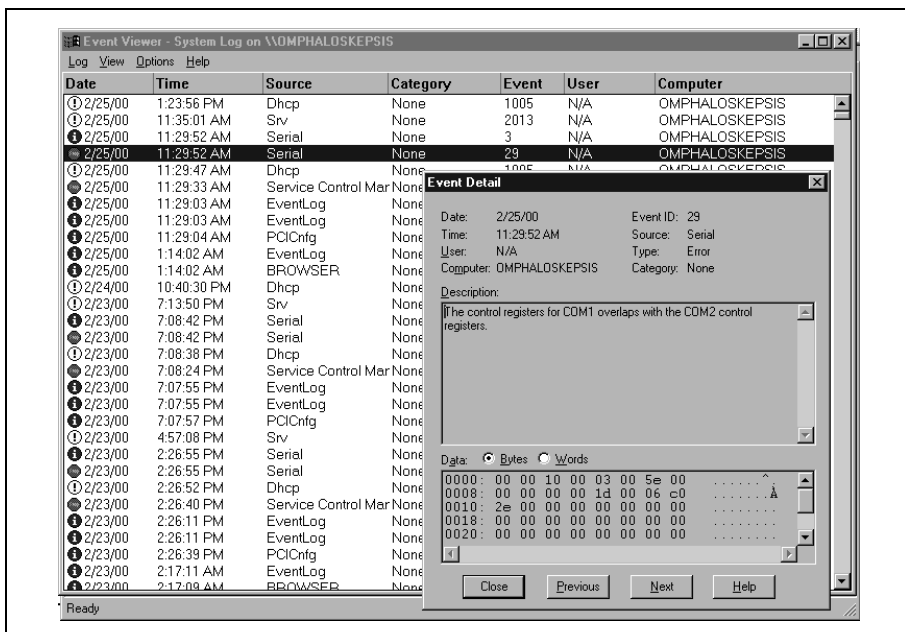 Event Viewer - System Log on \\OMPHALOSKEPSIS
Log View Options Help
Date Time Source Category Event User Computer
2/25/00 1:23:56 PM Dhcp None 1005 N/A OMPHALOSKEPSIS
2/25/00 11:35:01 AM Srv None 2013 N/A OMPHALOSKEPSIS
2/25/00 11:29:52 AM Serial None 3 N/A OMPHALOSKEPSIS
2/25/00 11:29:52 AM Serial None 29 N/A OMPHALOSKEPSIS
2/25/00 11:29:47 AM Dhcp None 1005 N/A OMPHALOSKEPSIS
2/25/00 11:29:33 AM Service Control Mar None
2/25/00 11:29:03 AM EventLog None
2/25/00 11:29:03 AM EventLog None
2/25/00 11:29:04 AM PCICnfg None
2/25/00 1:14:02 AM EventLog None
2/25/00 1:14:02 AM BROWSER None
2/24/00 10:40:30 PM Dhcp None
2/23/00 7:13:50 PM Srv None
2/23/00 7:08:42 PM Serial None
2/23/00 7:08:42 PM Serial None
2/23/00 7:08:38 PM Dhcp None
2/23/00 7:08:24 PM Service Control Mar None
2/23/00 7:07:55 PM EventLog None
2/23/00 7:07:55 PM EventLog None
2/23/00 7:07:57 PM PCICnfg None
2/23/00 4:57:08 PM Srv None
2/23/00 2:26:55 PM Serial None
2/23/00 2:26:55 PM Serial None
2/23/00 2:26:52 PM Dhcp None
2/23/00 2:26:40 PM Service Control Mar None
2/23/00 2:26:11 PM EventLog None
2/23/00 2:26:11 PM EventLog None
2/23/00 2:26:39 PM PCICnfg None
2/23/00 2:17:11 AM EventLog None
2/23/00 2:17:09 AM BROWSER None
Event Detail
Date: 2/25/00 Event ID: 29
Time: 11:29:52 AM Source: Serial
User: N/A Type: Error
Computer: OMPHALOSKEPSIS Category: None
Description:
The control registers for COM1 overlaps with the COM2 control
registers.
Data: Bytes Words
0000: 00 00 10 00 03 00 5e 00 ......^.
0008: 00 00 00 00 1d 00 06 c0 .......À
0010: 2e 00 00 00 00 00 00 00 ........
0018: 00 00 00 00 00 00 00 00 ........
0020: 00 00 00 00 00 00 00 00 ........
Close Previous Next Help
Ready